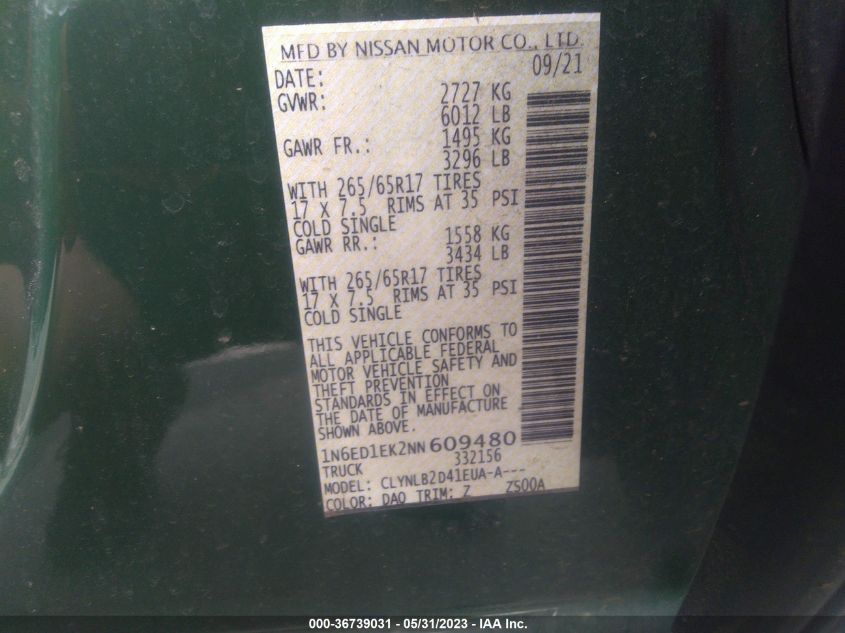 MFD BY NISSAN MOTOR CO., LTD.
DATE: 09/21
GVWR: 2727 KG
6012 LB
GAWR FR.: 1495 KG
3296 LB
WITH 265/65R17 TIRES
17 X 7.5 RIMS AT 35 PSI
COLD SINGLE
GAWR RR.: 1558 KG
3434 LB
WITH 265/65R17 TIRES
17 X 7.5 RIMS AT 35 PSI
COLD SINGLE
THIS VEHICLE CONFORMS TO
ALL APPLICABLE FEDERAL
MOTOR VEHICLE SAFETY AND
THEFT PREVENTION
STANDARDS IN EFFECT ON
THE DATE OF MANUFACTURE
SHOWN ABOVE.
1N6ED1EK2NN609480
TRUCK 332156
MODEL: CLYNLB2D41EUA-A---
COLOR: DAQ TRIM: Z ZS00A
000-36739031 - 05/31/2023 - IAA Inc.